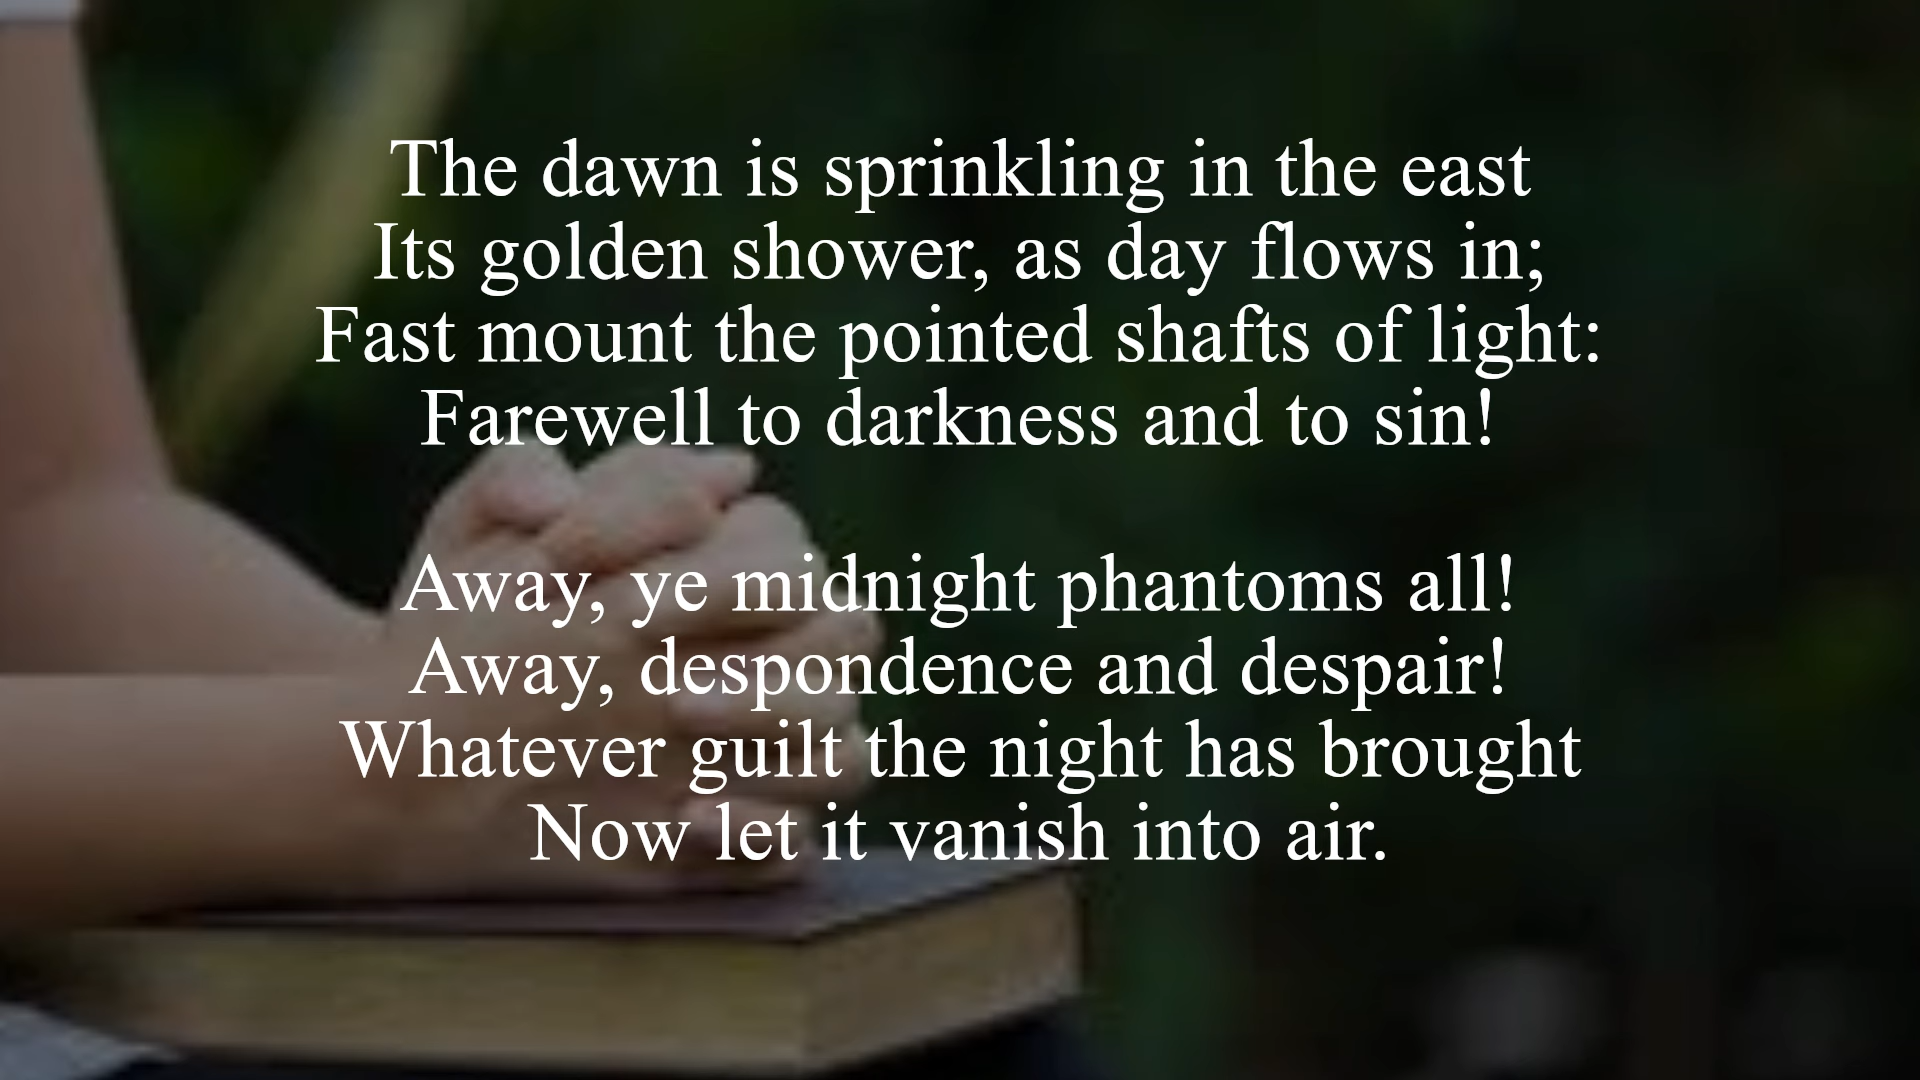 The dawn is sprinkling in the east
Its golden shower, as day flows in;
Fast mount the pointed shafts of light:
Farewell to darkness and to sin!
Away, ye midnight phantoms all!
Away, despondence and despair!
Whatever guilt the night has brought
Now let it vanish into air.